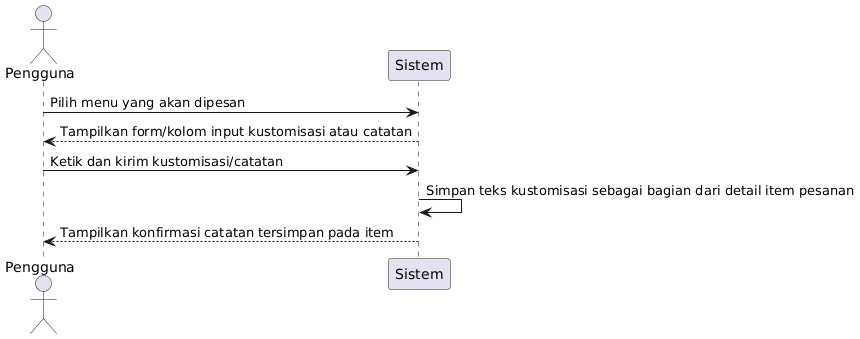 Pengguna
Sistem
Pilih menu yang akan dipesan
Tampilkan form/kolom input kustomisasi atau catatan
Ketik dan kirim kustomisasi/catatan
Simpan teks kustomisasi sebagai bagian dari detail item pesanan
Tampilkan konfirmasi catatan tersimpan pada item
Pengguna
Sistem